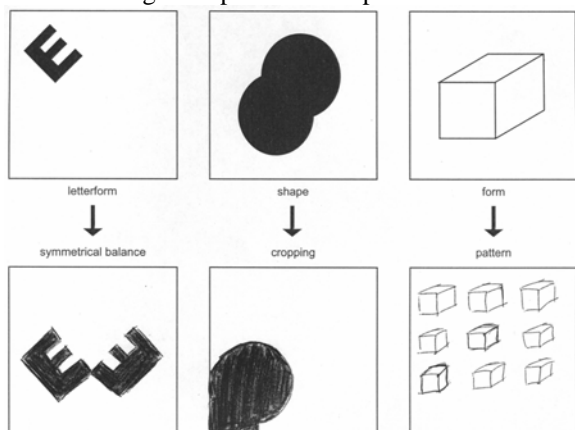 E
letterform
shape
form
symmetrical balance
cropping
pattern
E E